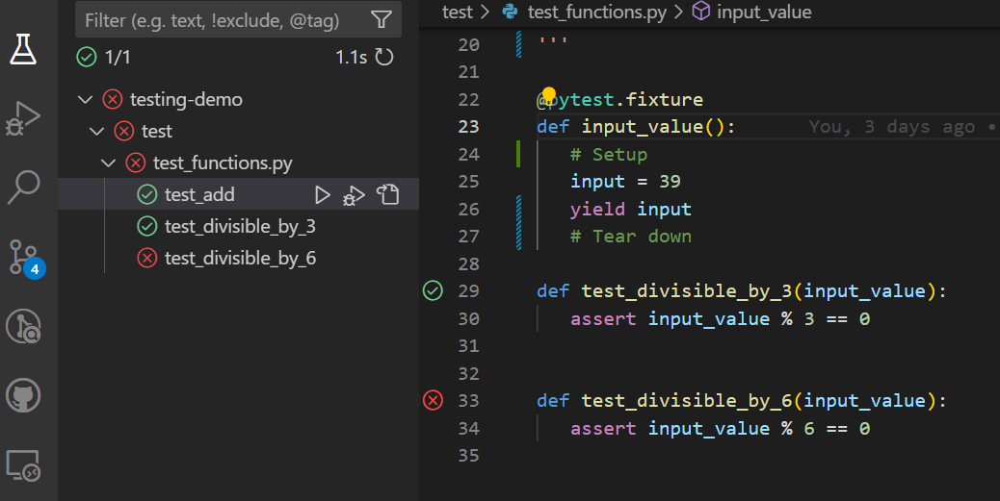 Filter (e.g. text, !exclude, @tag)
1/1
1.1s
testing-demo
test
test_functions.py
test_add
test_divisible_by_3
test_divisible_by_6
4
test > test_functions.py > input_value
20 '''
21
22 @pytest.fixture
23 def input_value(): You, 3 days ago •
24 # Setup
25 input = 39
26 yield input
27 # Tear down
28
29 def test_divisible_by_3(input_value):
30 assert input_value % 3 == 0
31
32
33 def test_divisible_by_6(input_value):
34 assert input_value % 6 == 0
35